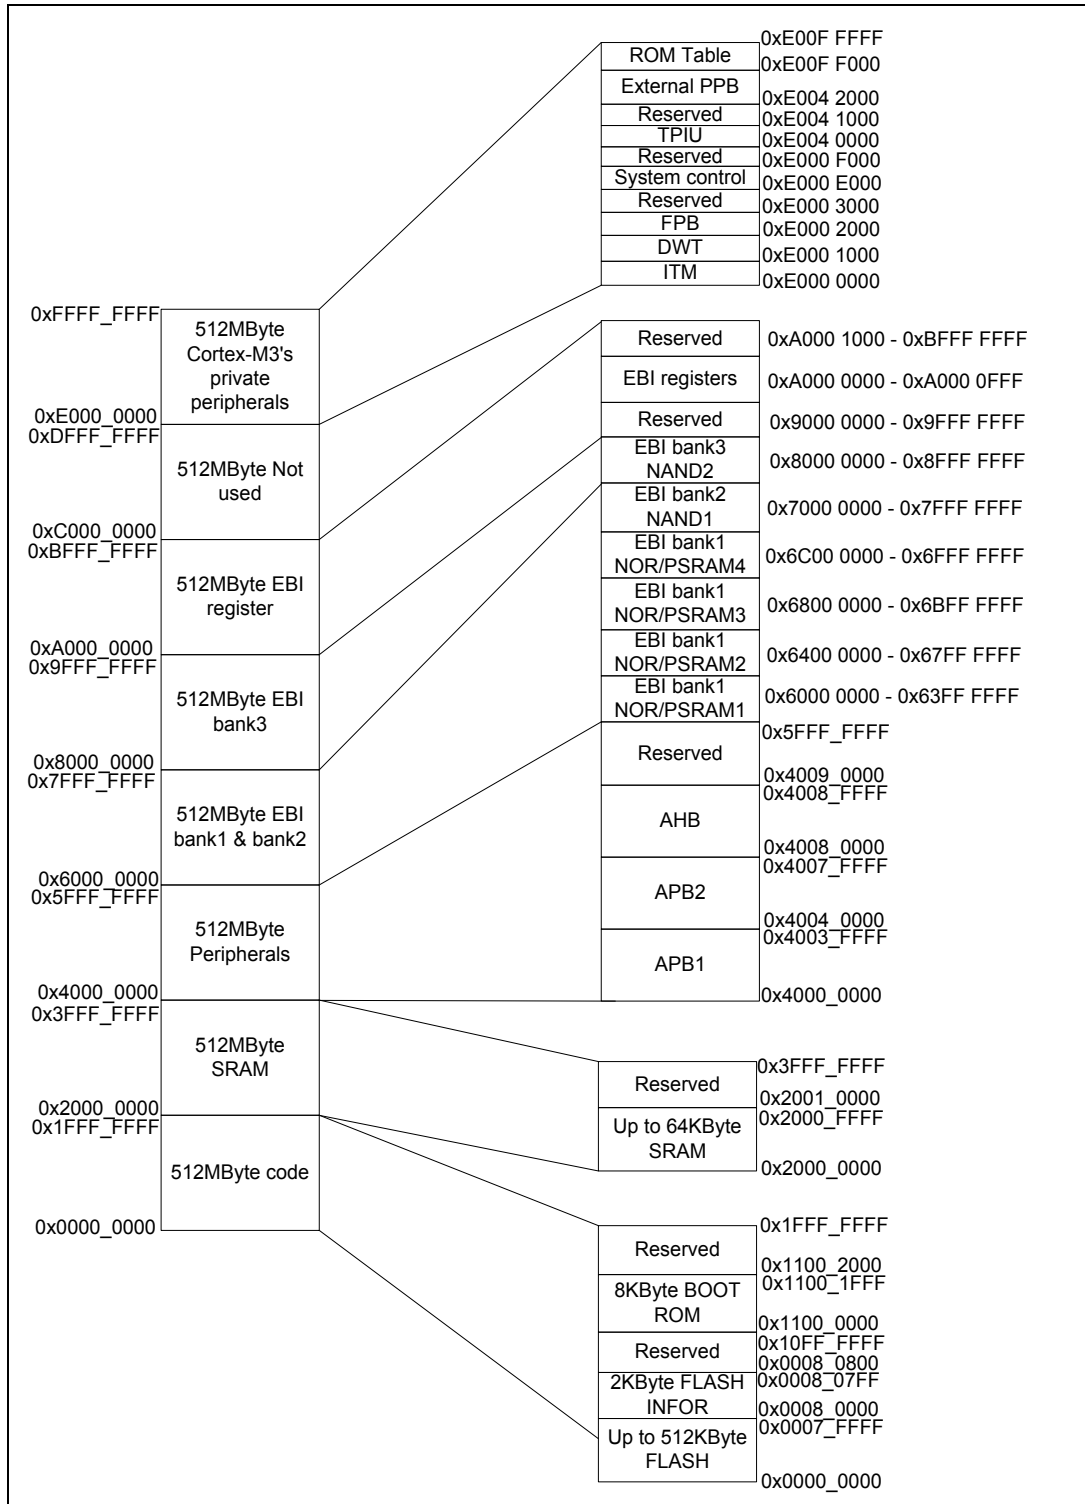 0xE00F FFFF
ROM Table
0xE00F F000
External PPB
0xE004 2000
Reserved
0xE004 1000
TPIU
0xE004 0000
Reserved
0xE000 F000
System control
0xE000 E000
Reserved
0xE000 3000
FPB
0xE000 2000
DWT
0xE000 1000
ITM
0xE000 0000
0xFFFF_FFFF
512MByte
Cortex-M3's
private
peripherals
0xE000_0000
0xDFFF_FFFF
512MByte Not
used
0xC000_0000
0xBFFF_FFFF
512MByte EBI
register
0xA000_0000
0x9FFF_FFFF
512MByte EBI
bank3
0x8000_0000
0x7FFF_FFFF
512MByte EBI
bank1 & bank2
0x6000_0000
0x5FFF_FFFF
512MByte
Peripherals
0x4000_0000
0x3FFF_FFFF
512MByte
SRAM
0x2000_0000
0x1FFF_FFFF
512MByte code
0x0000_0000
Reserved
0xA000 1000 - 0xBFFF FFFF
EBI registers
0xA000 0000 - 0xA000 0FFF
Reserved
0x9000 0000 - 0x9FFF FFFF
EBI bank3
NAND2
0x8000 0000 - 0x8FFF FFFF
EBI bank2
NAND1
0x7000 0000 - 0x7FFF FFFF
EBI bank1
NOR/PSRAM4
0x6C00 0000 - 0x6FFF FFFF
EBI bank1
NOR/PSRAM3
0x6800 0000 - 0x6BFF FFFF
EBI bank1
NOR/PSRAM2
0x6400 0000 - 0x67FF FFFF
EBI bank1
NOR/PSRAM1
0x6000 0000 - 0x63FF FFFF
0x5FFF_FFFF
Reserved
0x4009_0000
0x4008_FFFF
AHB
0x4008_0000
0x4007_FFFF
APB2
0x4004_0000
0x4003_FFFF
APB1
0x4000_0000
0x3FFF_FFFF
Reserved
0x2001_0000
0x2000_FFFF
Up to 64KByte
SRAM
0x2000_0000
0x1FFF_FFFF
Reserved
0x1100_2000
0x1100_1FFF
8KByte BOOT
ROM
0x1100_0000
0x10FF_FFFF
Reserved
0x0008_0800
0x0008_07FF
2KByte FLASH
INFOR
0x0008_0000
0x0007_FFFF
Up to 512KByte
FLASH
0x0000_0000